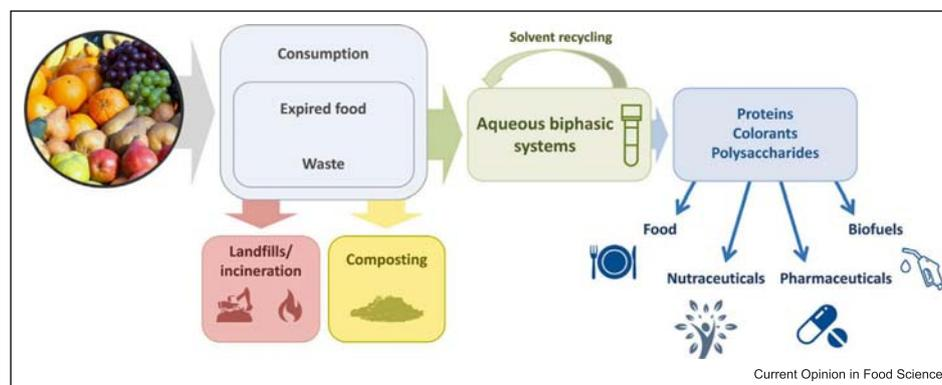 Consumption
Expired food
Waste
Landfills/
incineration
Composting
Solvent recycling
Aqueous biphasic
systems
Proteins
Colorants
Polysaccharides
Food
Nutraceuticals
Pharmaceuticals
Biofuels
Current Opinion in Food Science